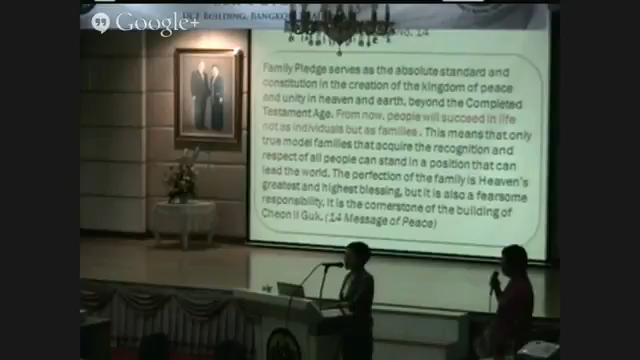 Google+
UCI BUILDING, BANGKOK
No. 14
Family Pledge serves as the absolute standard and
constitution in the creation of the kingdom of peace
and unity in heaven and earth, beyond the Completed
Testament Age. From now, people will succeed in life
not as individuals but as families . This means that only
true model families that acquire the recognition and
respect of all people can stand in a position that can
lead the world. The perfection of the family is Heaven's
greatest and highest blessing, but it is also a fearsome
responsibility. It is the cornerstone of the building of
Cheon Il Guk. (14 Message of Peace)